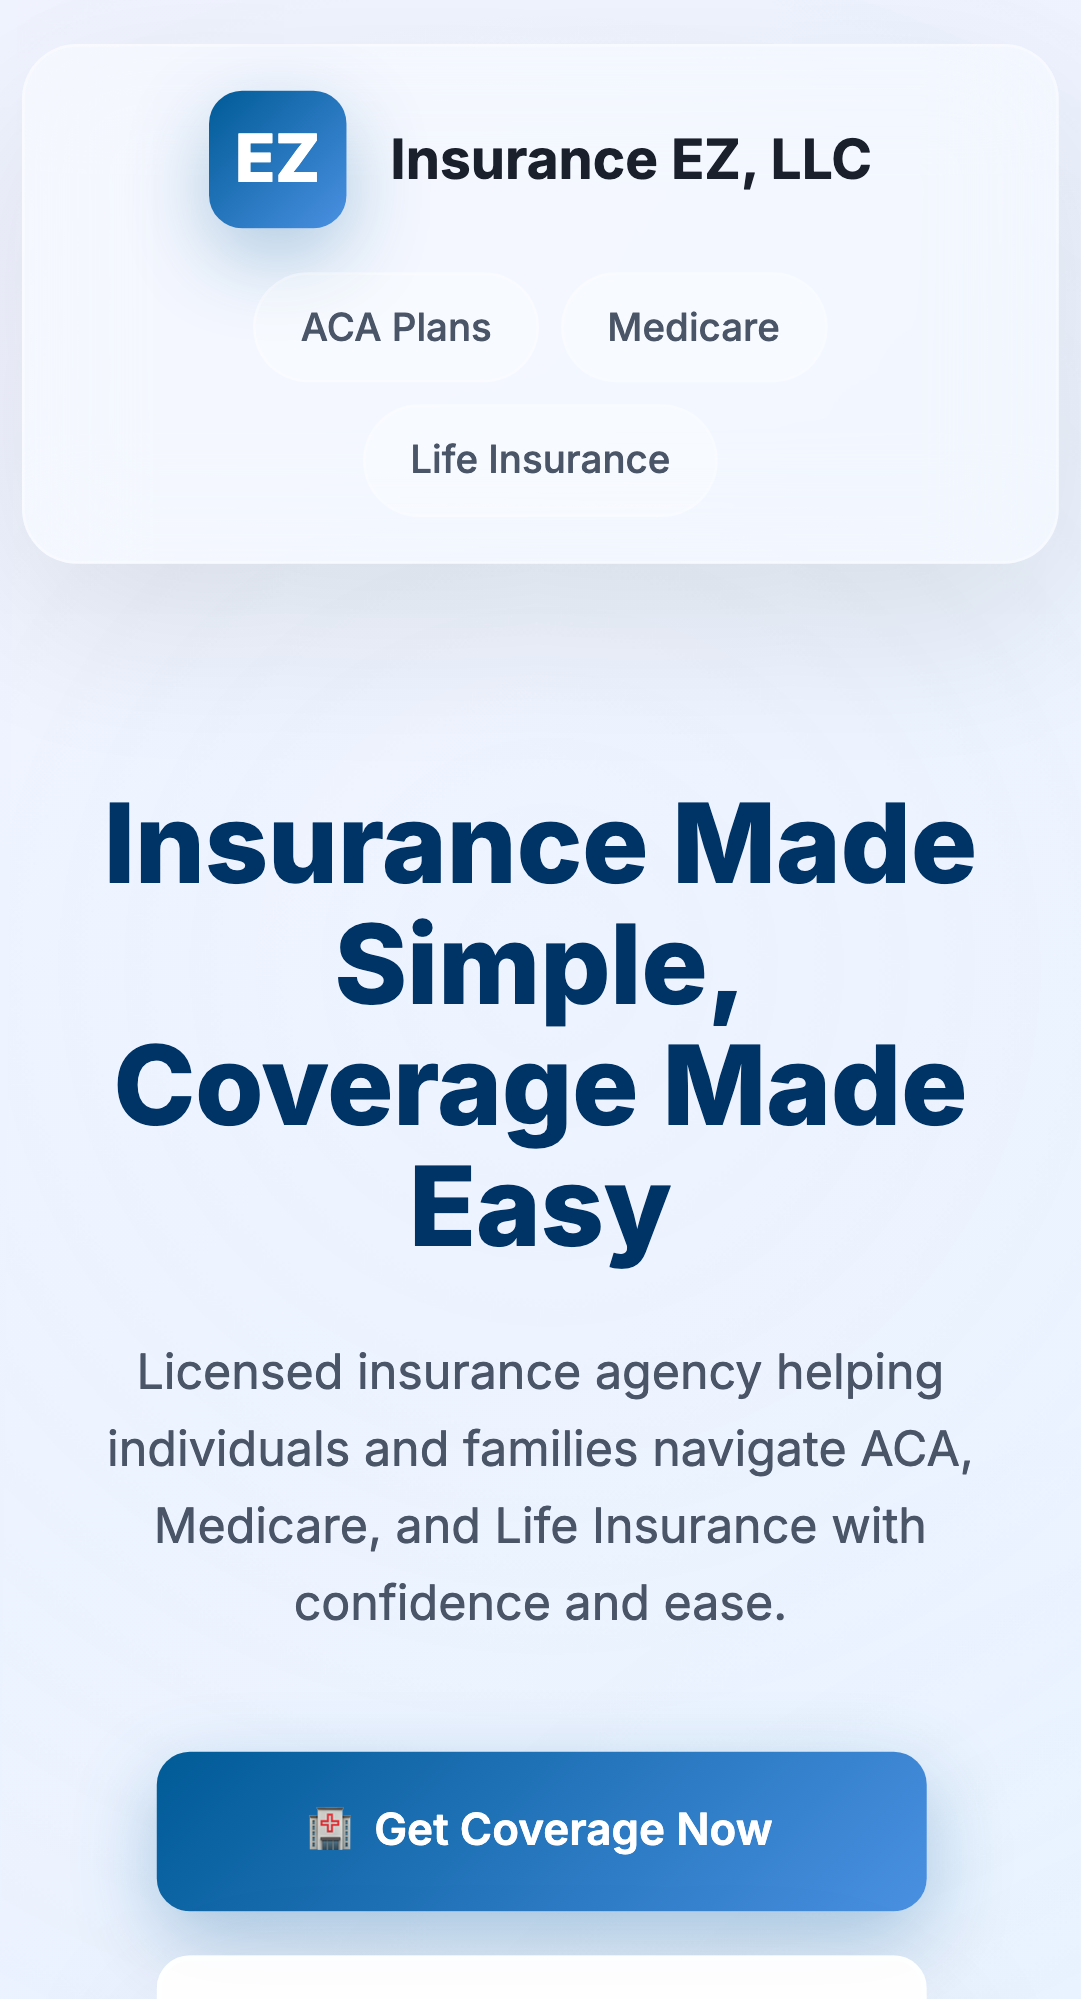 EZ
Insurance EZ, LLC
ACA Plans
Medicare
Life Insurance
Insurance Made
Simple,
Coverage Made
Easy
Licensed insurance agency helping
individuals and families navigate ACA,
Medicare, and Life Insurance with
confidence and ease.
🏥 Get Coverage Now